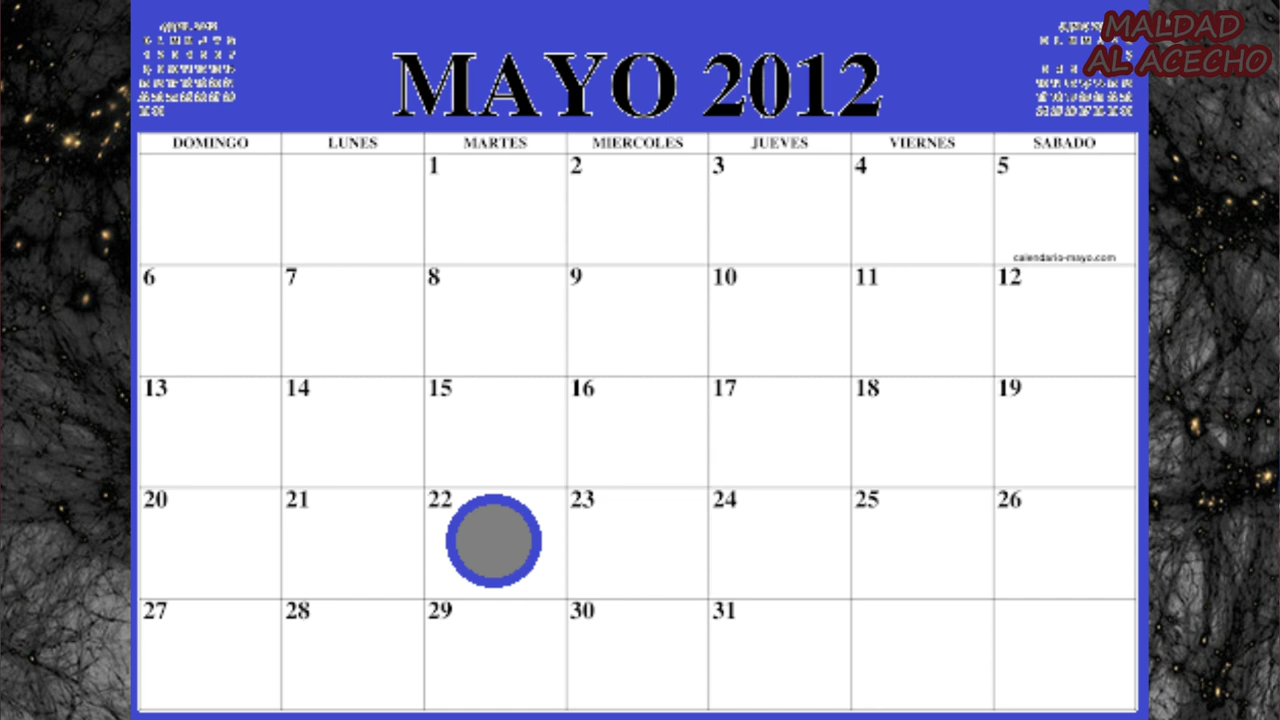 MALDAD
AL ACECHO
MAYO 2012
DOMINGO LUNES MARTES MIERCOLES JUEVES VIERNES SABADO
1 2 3 4 5
calendario-mayo.com
6 7 8 9 10 11 12
13 14 15 16 17 18 19
20 21 22 23 24 25 26
27 28 29 30 31